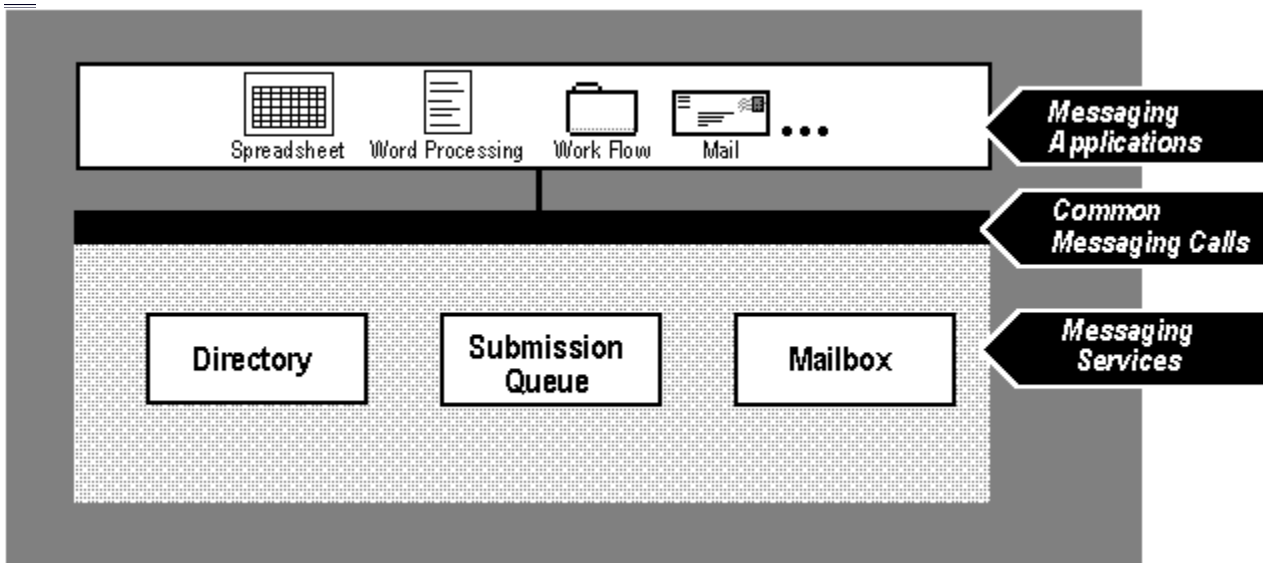 Spreadsheet Word Processing Work Flow Mail
Messaging
Applications
Common
Messaging Calls
Directory
Submission
Queue
Mailbox
Messaging
Services